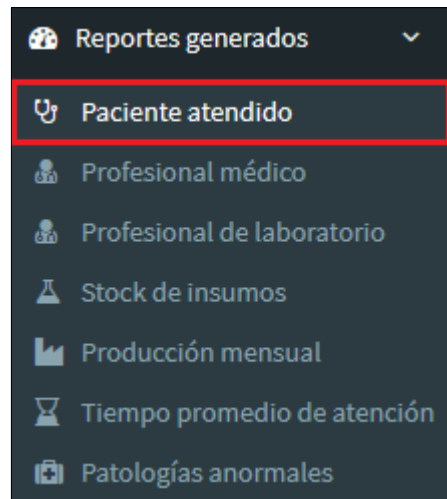 Reportes generados
Paciente atendido
Profesional médico
Profesional de laboratorio
Stock de insumos
Producción mensual
Tiempo promedio de atención
Patologías anormales